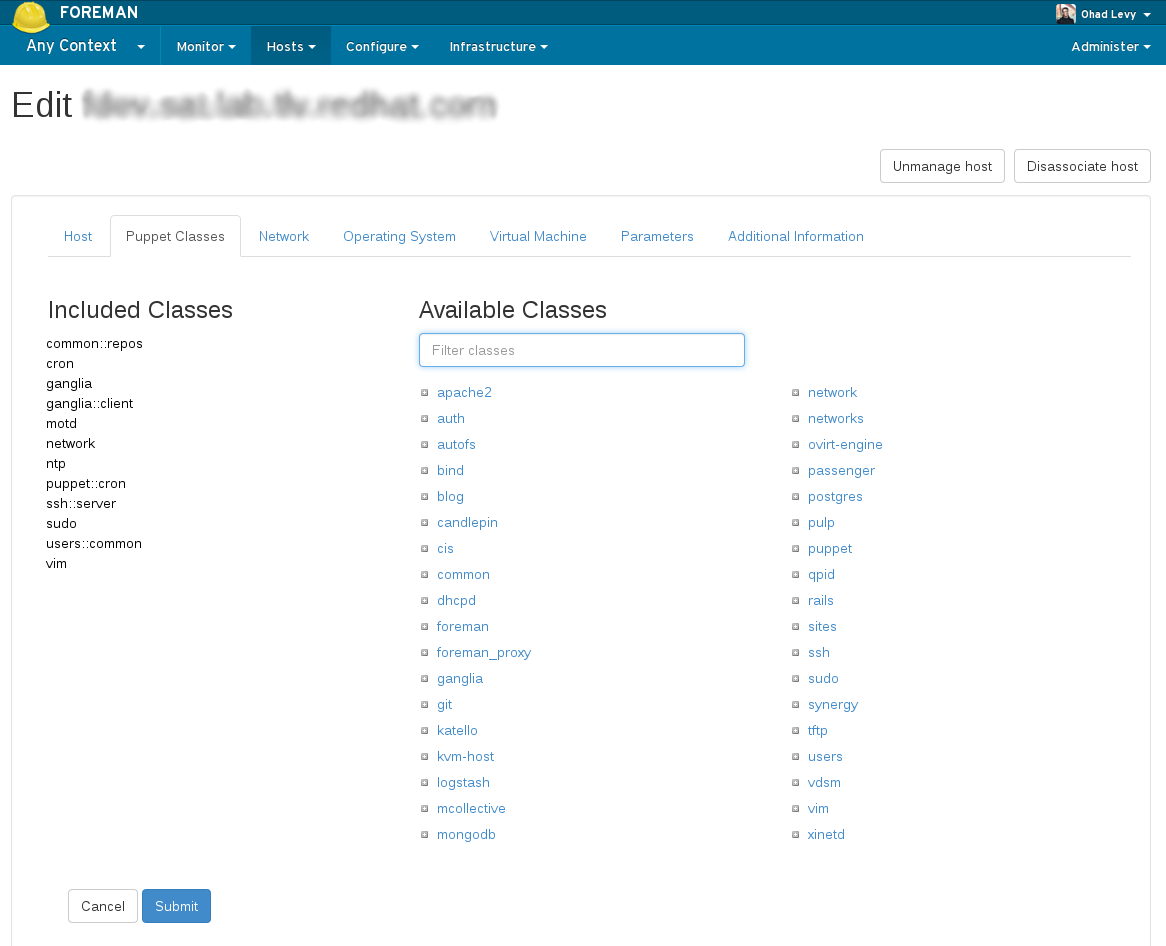 FOREMAN
Ohad Levy
Any Context Monitor Hosts Configure Infrastructure Administer
Edit
Unmanage host Disassociate host
Host Puppet Classes Network Operating System Virtual Machine Parameters Additional Information
Included Classes
common::repos
cron
ganglia
ganglia::client
motd
network
ntp
puppet::cron
ssh::server
sudo
users::common
vim
Available Classes
Filter classes
apache2
auth
autofs
bind
blog
candlepin
cis
common
dhcpd
foreman
foreman_proxy
ganglia
git
katello
kvm-host
logstash
mcollective
mongodb
network
networks
ovirt-engine
passenger
postgres
pulp
puppet
qpid
rails
sites
ssh
sudo
synergy
tftp
users
vdsm
vim
xinetd
Cancel Submit